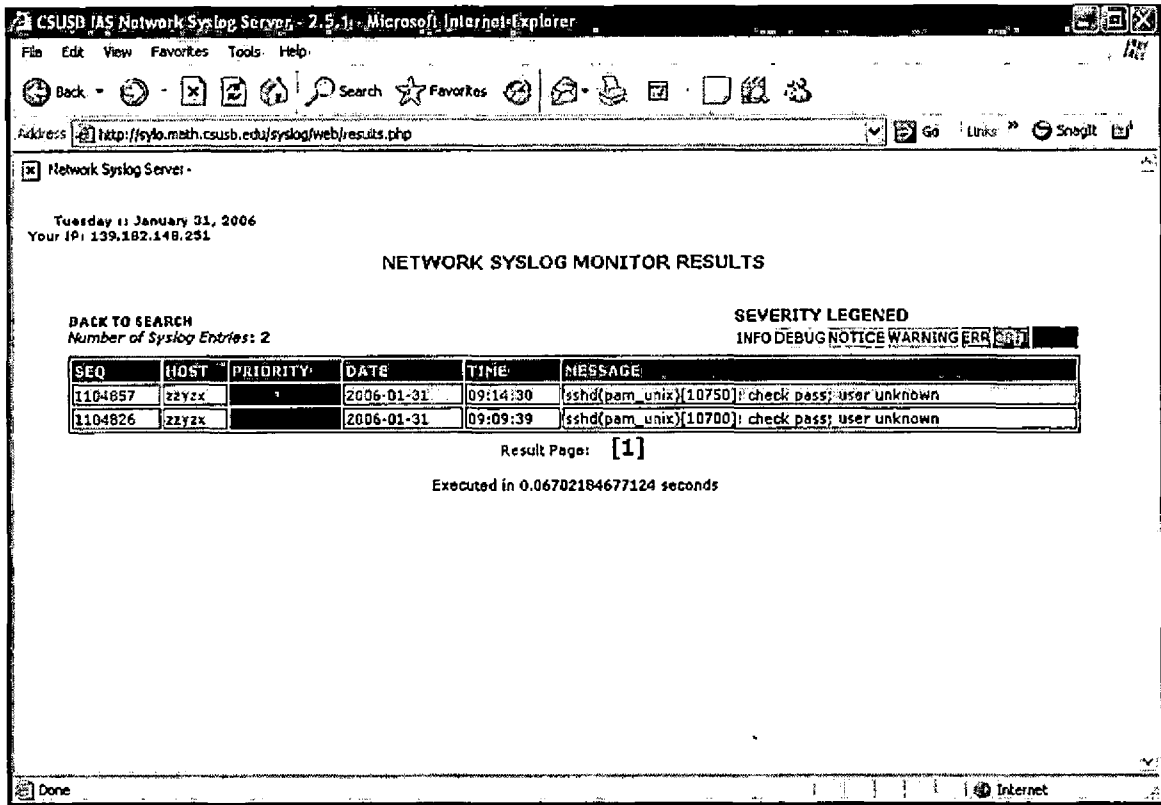 CSUSB IAS Network Syslog Server - 2.5.1 - Microsoft Internet Explorer
File Edit View Favorites Tools Help
Back Search Favorites
Address http://sylo.math.csusb.edu/syslog/web/results.php Go Links » SnagIt
Network Syslog Server -
Tuesday :: January 31, 2006
Your IP: 139.182.148.251
NETWORK SYSLOG MONITOR RESULTS
BACK TO SEARCH
Number of Syslog Entries: 2
SEVERITY LEGENED
INFO DEBUG NOTICE WARNING ERR
SEQ HOST PRIORITY DATE TIME MESSAGE
1104857 zzyzx 2006-01-31 09:14:30 sshd(pam_unix)[10750]: check pass; user unknown
1104826 zzyzx 2006-01-31 09:09:39 sshd(pam_unix)[10700]: check pass; user unknown
Result Page: [1]
Executed in 0.06702184677124 seconds
Done Internet